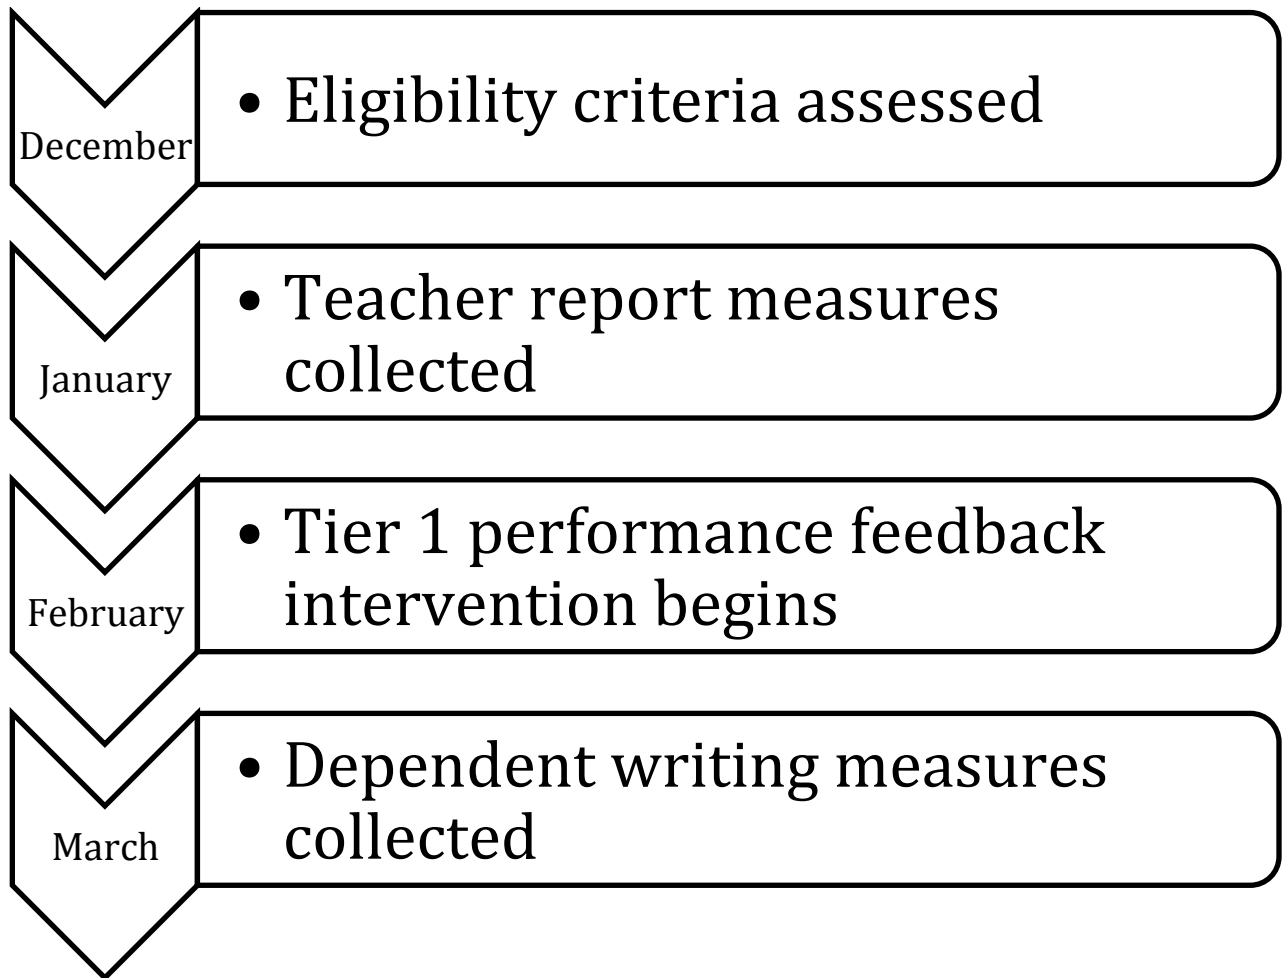 December
• Eligibility criteria assessed
January
• Teacher report measures
collected
February
• Tier 1 performance feedback
intervention begins
March
• Dependent writing measures
collected